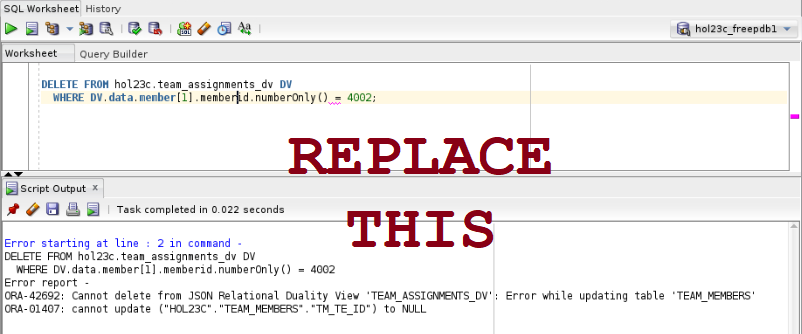 SQL Worksheet History
hol23c_freepdb1
Worksheet Query Builder
DELETE FROM hol23c.team_assignments_dv DV
WHERE DV.data.member[1].memberid.numberOnly() = 4002;
REPLACE
THIS
Script Output x
Task completed in 0.022 seconds
Error starting at line : 2 in command -
DELETE FROM hol23c.team_assignments_dv DV
WHERE DV.data.member[1].memberid.numberOnly() = 4002
Error report -
ORA-42692: Cannot delete from JSON Relational Duality View 'TEAM_ASSIGNMENTS_DV': Error while updating table 'TEAM_MEMBERS'
ORA-01407: cannot update ("HOL23C"."TEAM_MEMBERS"."TM_TE_ID") to NULL